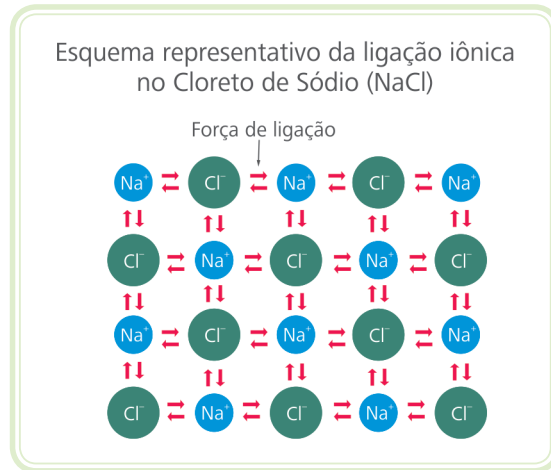 Esquema representativo da ligação iônica
no Cloreto de Sódio (NaCl)
Força de ligação
Na⁺ Cl⁻ Na⁺ Cl⁻ Na⁺
Cl⁻ Na⁺ Cl⁻ Na⁺ Cl⁻
Na⁺ Cl⁻ Na⁺ Cl⁻ Na⁺
Cl⁻ Na⁺ Cl⁻ Na⁺ Cl⁻